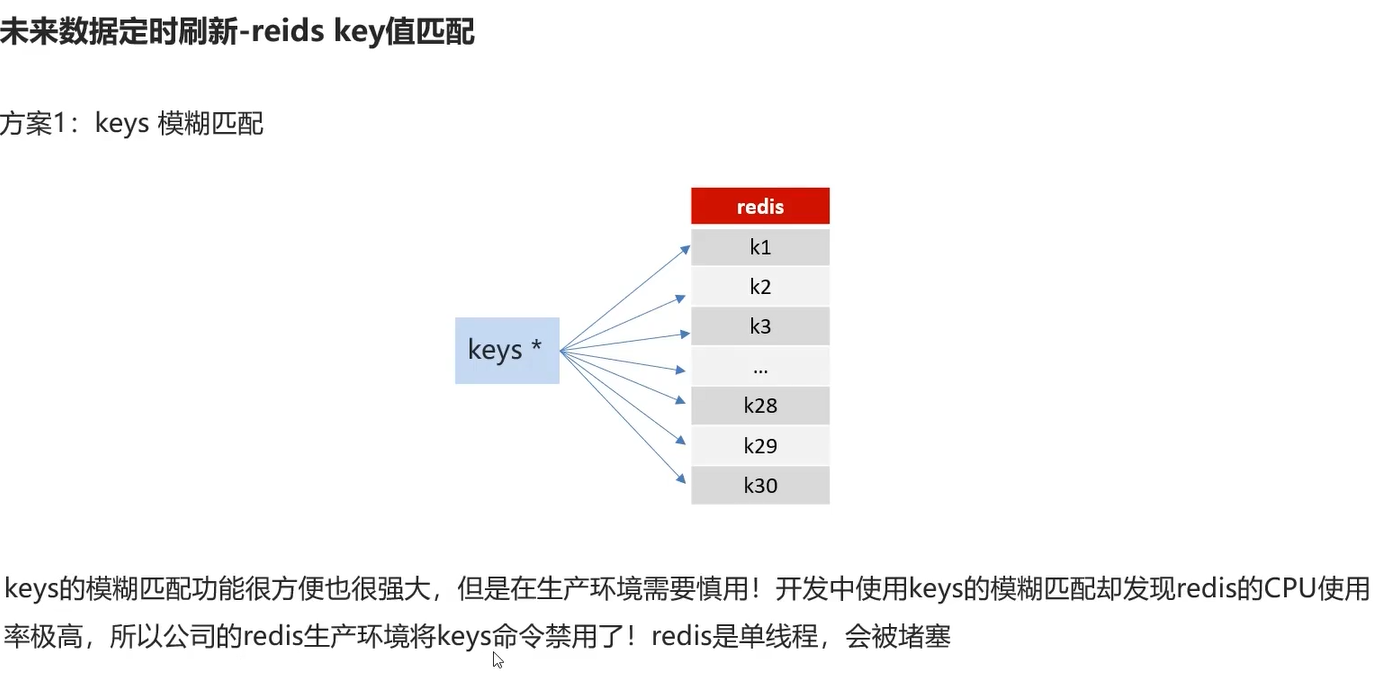 未来数据定时刷新-reids key值匹配
方案1：keys 模糊匹配
redis
k1
k2
k3
keys *
...
k28
k29
k30
keys的模糊匹配功能很方便也很强大，但是在生产环境需要慎用！开发中使用keys的模糊匹配却发现redis的CPU使用
率极高，所以公司的redis生产环境将keys命令禁用了！redis是单线程，会被堵塞